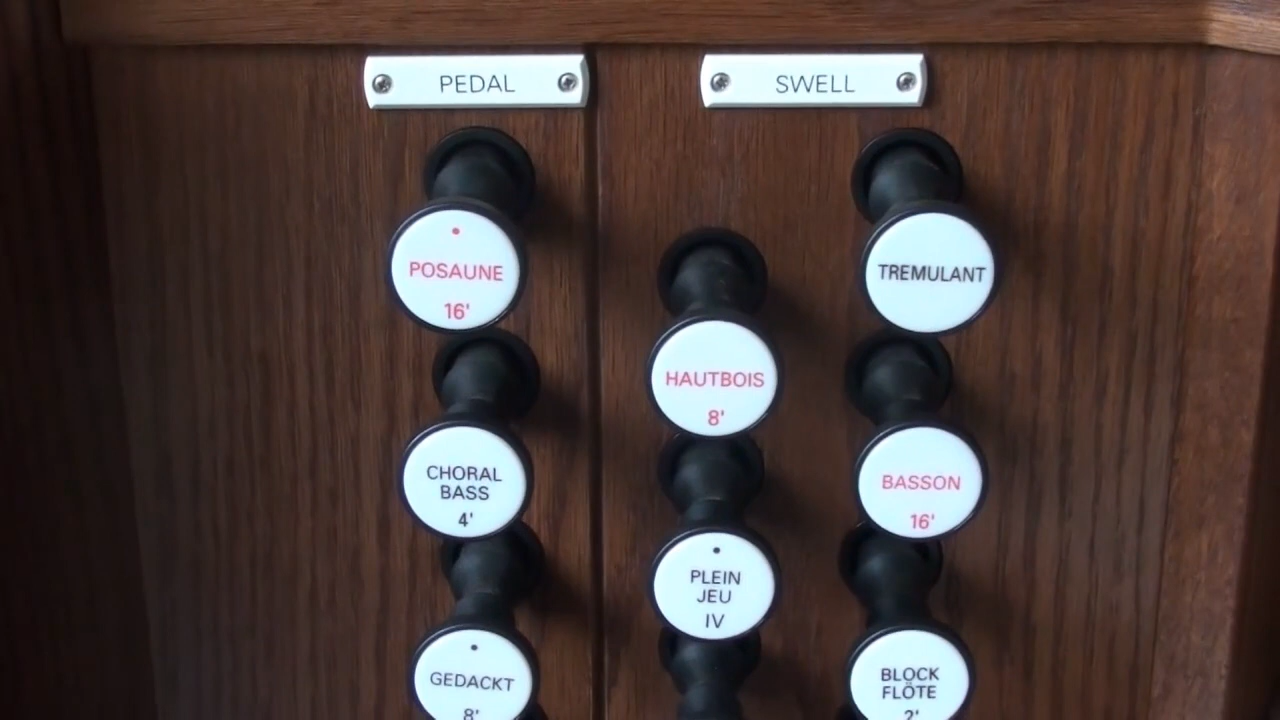 PEDAL
SWELL
POSAUNE
16'
TREMULANT
HAUTBOIS
8'
CHORAL
BASS
4'
BASSON
16'
PLEIN
JEU
IV
GEDACKT
8'
BLOCK
FLÖTE
2'